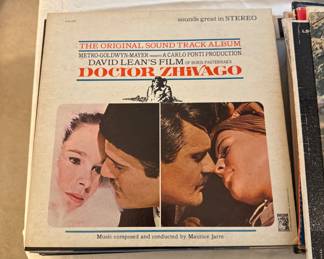 sounds great in STEREO
THE ORIGINAL SOUND TRACK ALBUM
METRO-GOLDWYN-MAYER PRESENTS A CARLO PONTI PRODUCTION
DAVID LEAN'S FILM OF BORIS PASTERNAK'S
DOCTOR ZHIVAGO
Music composed and conducted by Maurice Jarre